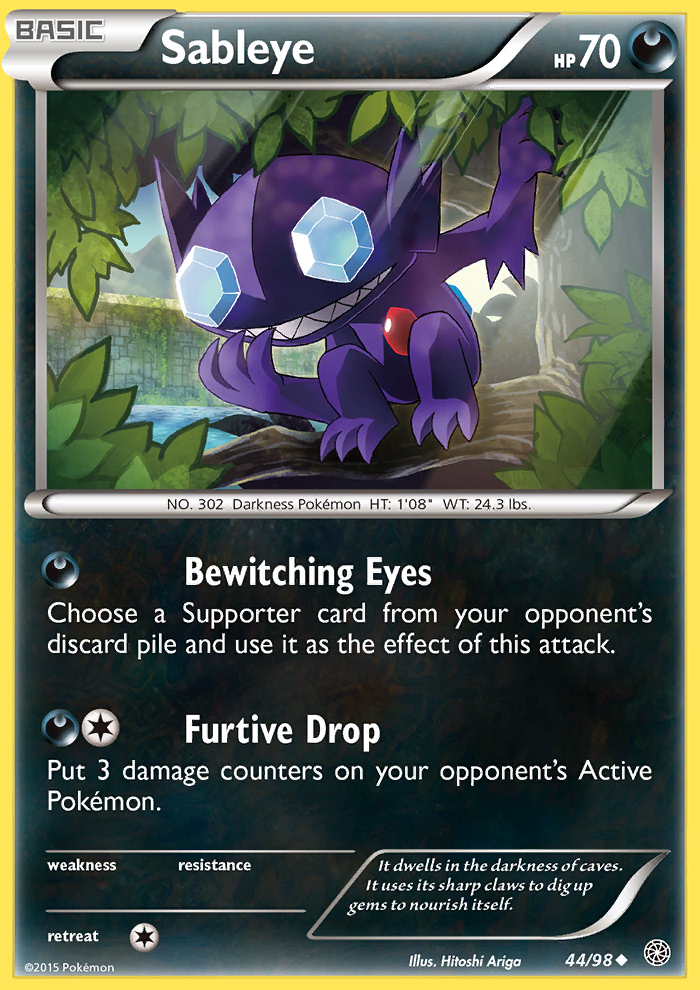 BASIC
Sableye
HP70
NO. 302 Darkness Pokémon HT: 1'08" WT: 24.3 lbs.
Bewitching Eyes
Choose a Supporter card from your opponent's
discard pile and use it as the effect of this attack.
Furtive Drop
Put 3 damage counters on your opponent's Active
Pokémon.
weakness
resistance
It dwells in the darkness of caves.
It uses its sharp claws to dig up
gems to nourish itself.
retreat
©2015 Pokémon
Illus. Hitoshi Ariga
44/98